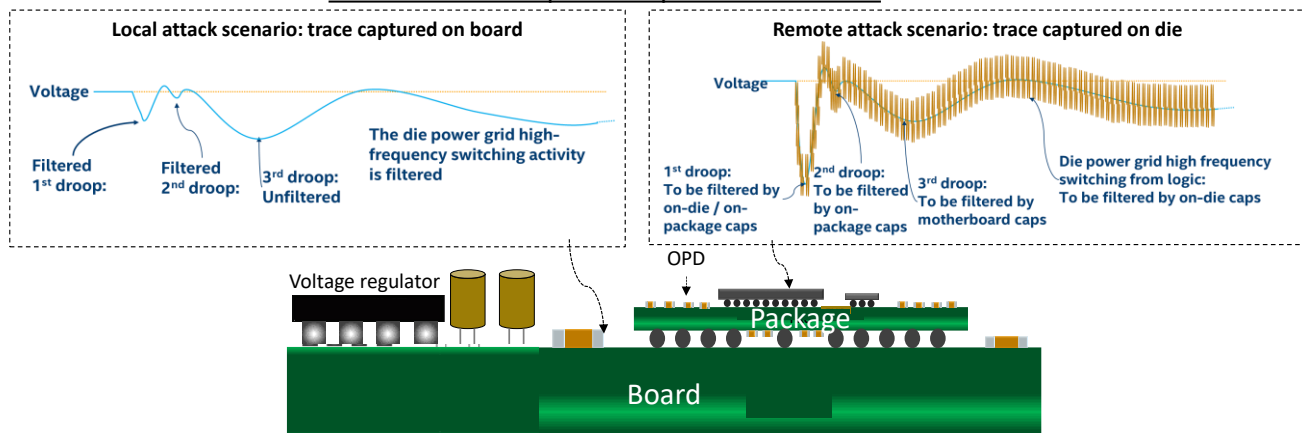 Local attack scenario: trace captured on board
Voltage
Filtered
1st droop:
Filtered
2nd droop:
3rd droop:
Unfiltered
The die power grid high-
frequency switching activity
is filtered
Remote attack scenario: trace captured on die
Voltage
1st droop:
To be filtered by
on-die / on-
package caps
2nd droop:
To be filtered
by on-
package caps
3rd droop:
To be filtered by
motherboard caps
Die power grid high frequency
switching from logic:
To be filtered by on-die caps
Voltage regulator
OPD
Package
Board